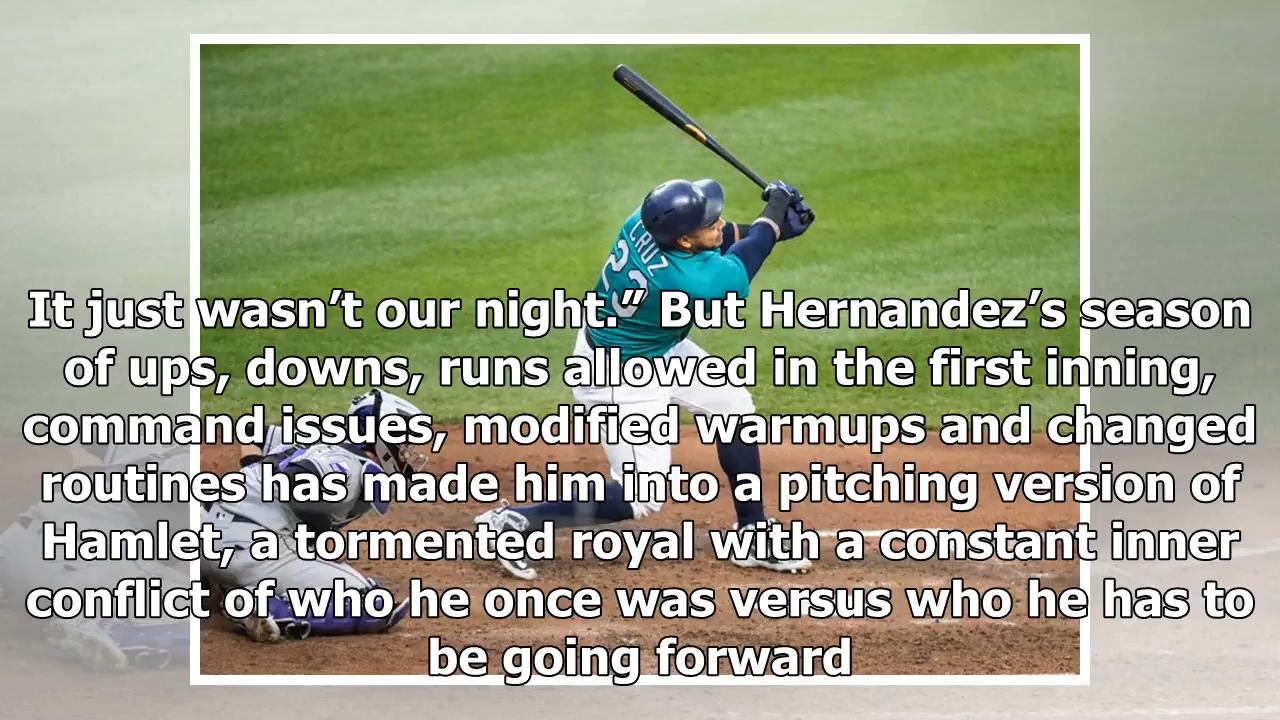 CRUZ
23
It just wasn’t our night.” But Hernandez’s season
of ups, downs, runs allowed in the first inning,
command issues, modified warmups and changed
routines has made him into a pitching version of
Hamlet, a tormented royal with a constant inner
conflict of who he once was versus who he has to
be going forward